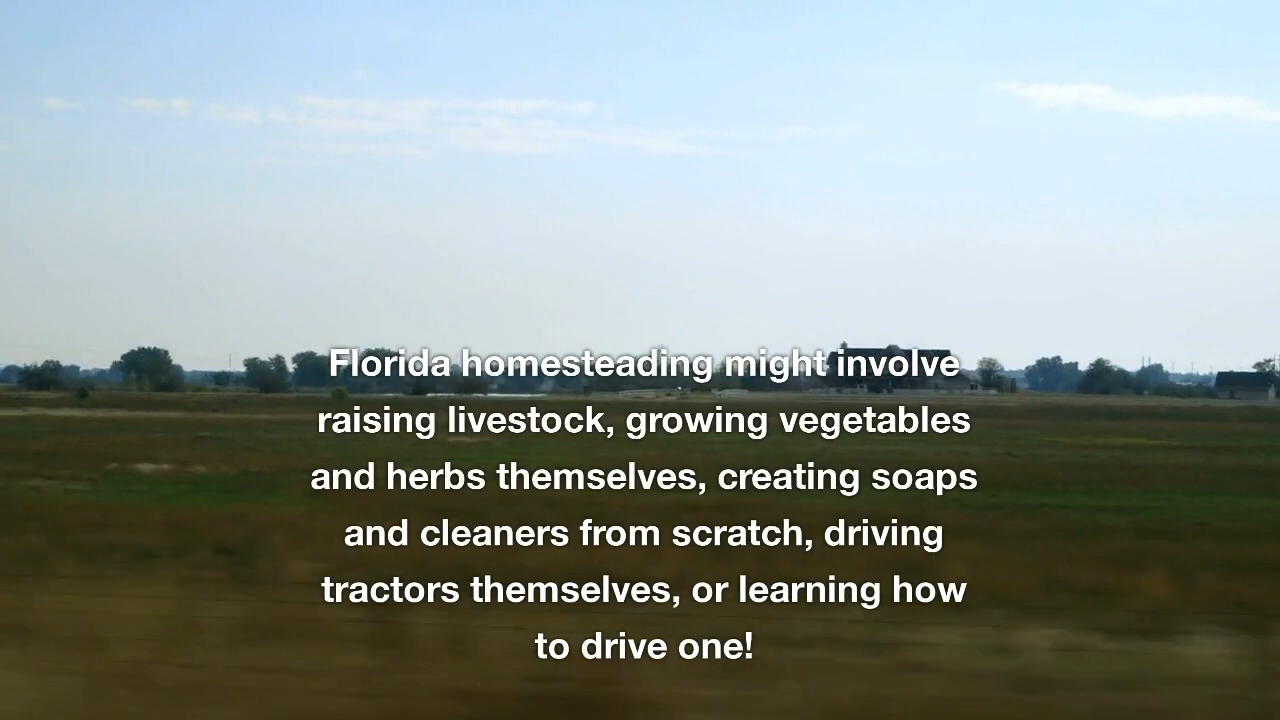 Florida homesteading might involve
raising livestock, growing vegetables
and herbs themselves, creating soaps
and cleaners from scratch, driving
tractors themselves, or learning how
to drive one!